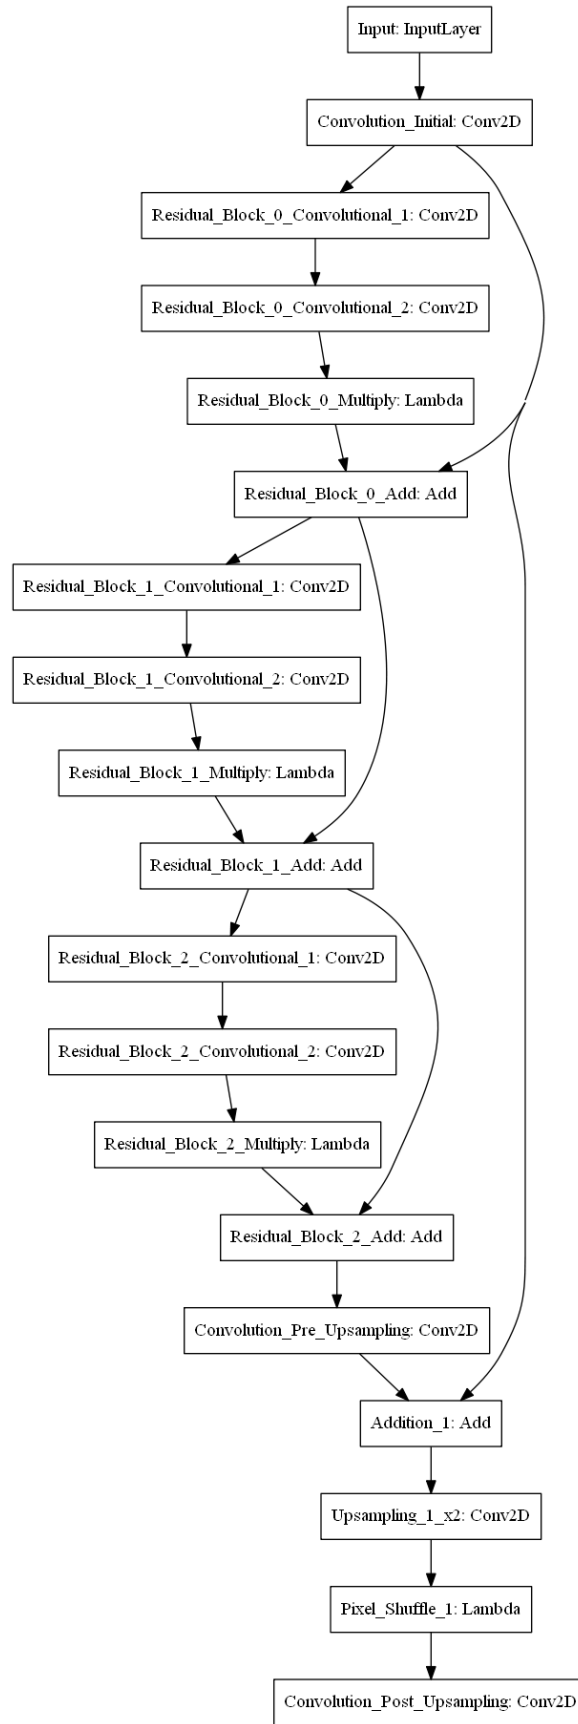 Input: InputLayer
Convolution_Initial: Conv2D
Residual_Block_0_Convolutional_1: Conv2D
Residual_Block_0_Convolutional_2: Conv2D
Residual_Block_0_Multiply: Lambda
Residual_Block_0_Add: Add
Residual_Block_1_Convolutional_1: Conv2D
Residual_Block_1_Convolutional_2: Conv2D
Residual_Block_1_Multiply: Lambda
Residual_Block_1_Add: Add
Residual_Block_2_Convolutional_1: Conv2D
Residual_Block_2_Convolutional_2: Conv2D
Residual_Block_2_Multiply: Lambda
Residual_Block_2_Add: Add
Convolution_Pre_Upsampling: Conv2D
Addition_1: Add
Upsampling_1_x2: Conv2D
Pixel_Shuffle_1: Lambda
Convolution_Post_Upsampling: Conv2D